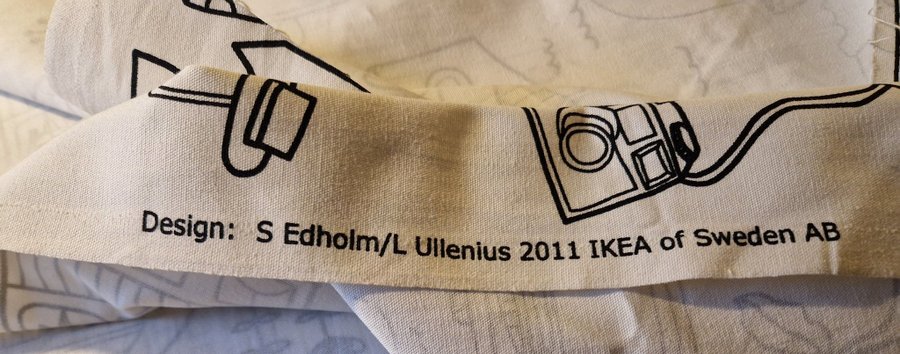 Design: S Edholm/L Ullenius 2011 IKEA of Sweden AB